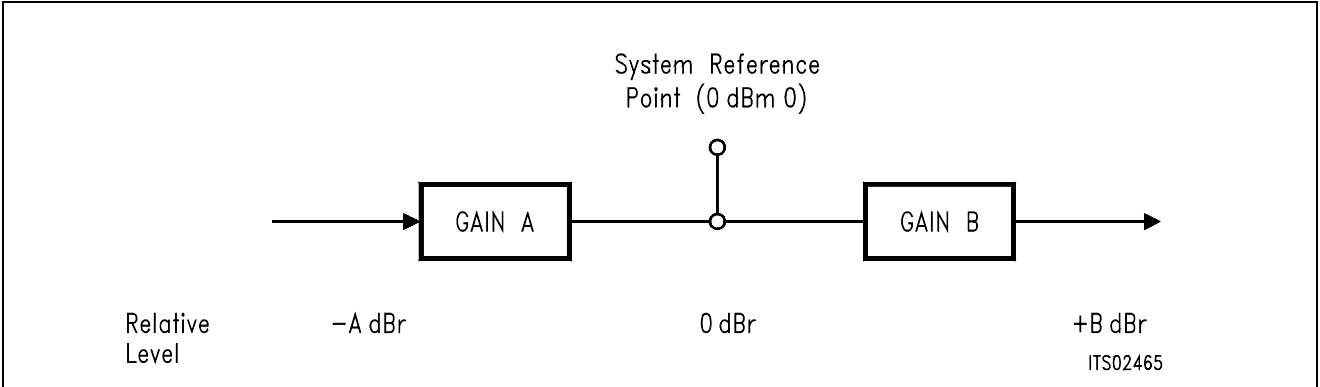 System Reference
Point (0 dBm 0)
GAIN A
GAIN B
Relative
Level
−A dBr
0 dBr
+B dBr
ITS02465